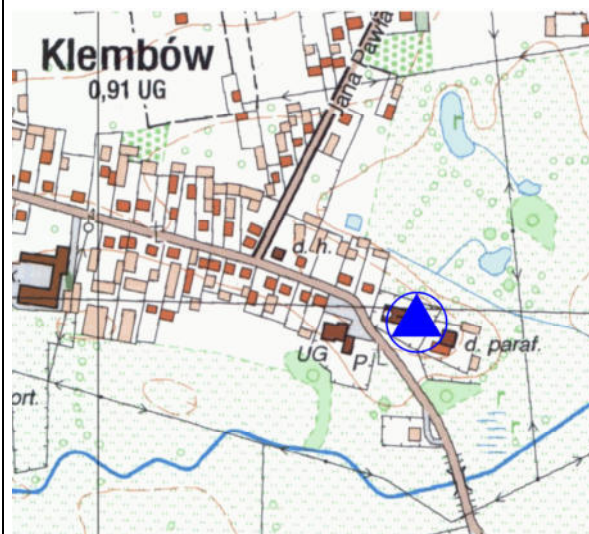 Klembów
0,91 UG
Jana Pawła
d. h.
UG
P.
d. paraf.
ort.